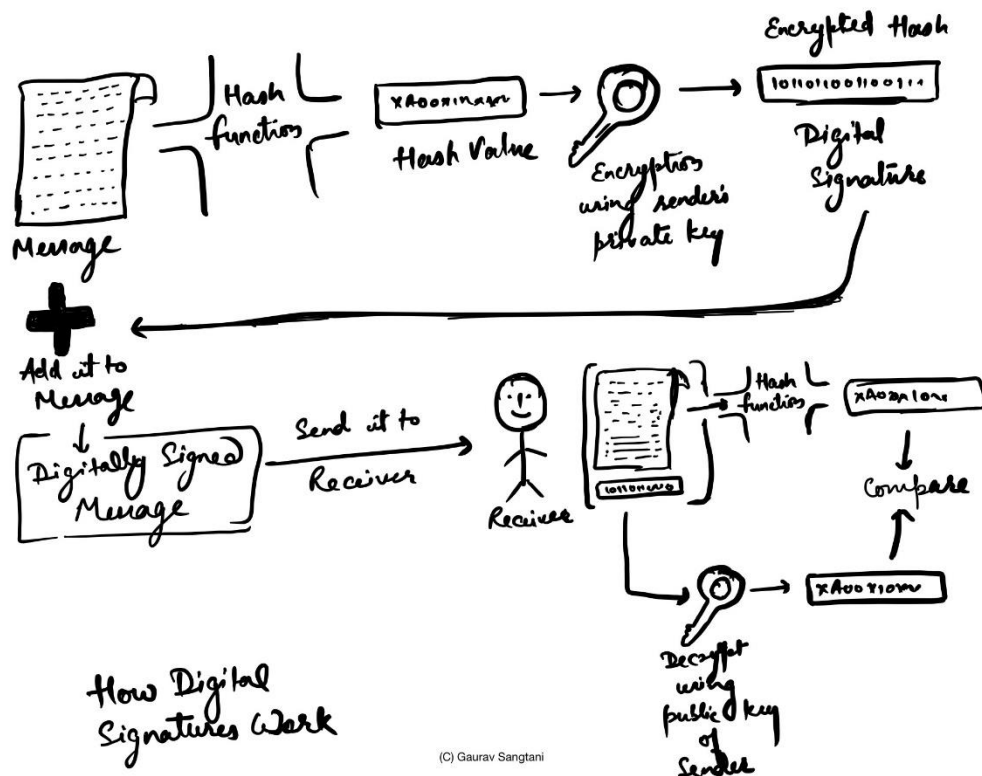 Hash
function
Message
Hash Value
Encryption
using sender's
private key
Encrypted Hash
Digital
Signature
Add it to
Message
Digitally Signed
Message
Send it to
Receiver
Receiver
Hash
function
Compare
Decrypt
using
public key
of
Sender
How Digital
Signatures Work
(C) Gaurav Sangtani